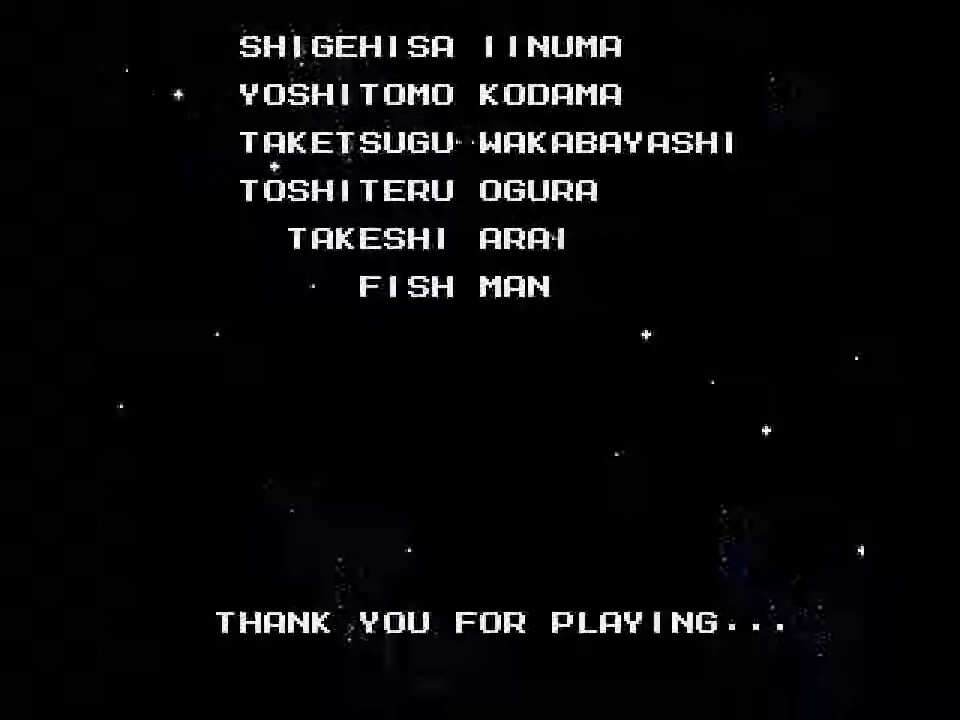 SHIGEHISA IINUMA
YOSHITOMO KODAMA
TAKETSUGU WAKABAYASHI
TOSHITERU OGURA
TAKESHI ARAI
FISH MAN
THANK YOU FOR PLAYING...